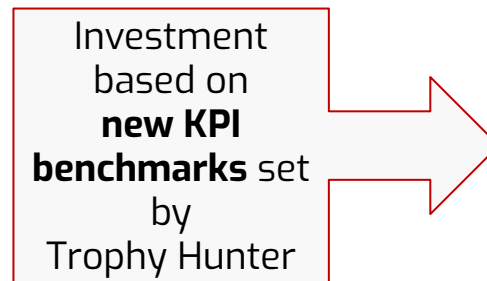 Investment
based on
new KPI
benchmarks set
by
Trophy Hunter